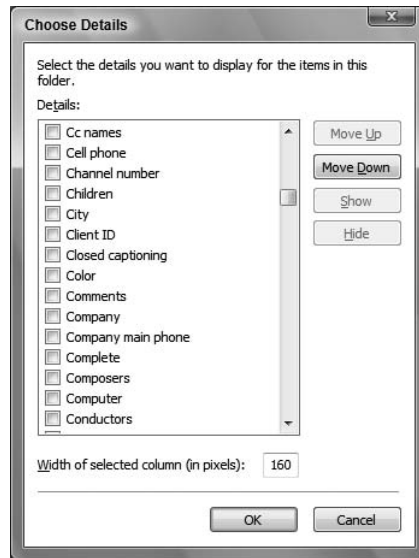 Choose Details
Select the details you want to display for the items in this
folder.
Details:
Cc names
Cell phone
Channel number
Children
City
Client ID
Closed captioning
Color
Comments
Company
Company main phone
Complete
Composers
Computer
Conductors
Move Up
Move Down
Show
Hide
Width of selected column (in pixels): 160
OK Cancel